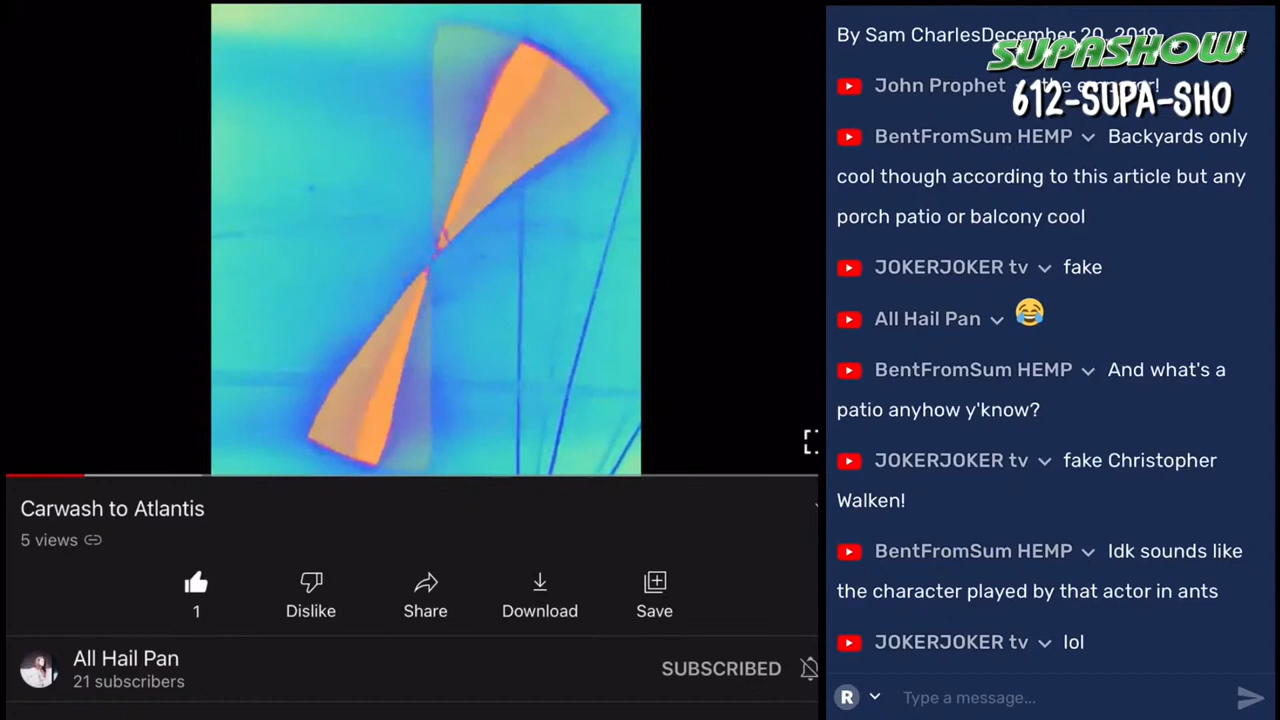 Carwash to Atlantis
5 views
1
Dislike
Share
Download
Save
All Hail Pan
21 subscribers
SUBSCRIBED
By Sam CharlesDecember 20, 2019
SUPASHOW
612-SUPA-SHO
John Prophet the emperor!
BentFromSum HEMP Backyards only
cool though according to this article but any
porch patio or balcony cool
JOKERJOKER tv fake
All Hail Pan 😂
BentFromSum HEMP And what's a
patio anyhow y'know?
JOKERJOKER tv fake Christopher
Walken!
BentFromSum HEMP Idk sounds like
the character played by that actor in ants
JOKERJOKER tv lol
R
Type a message...